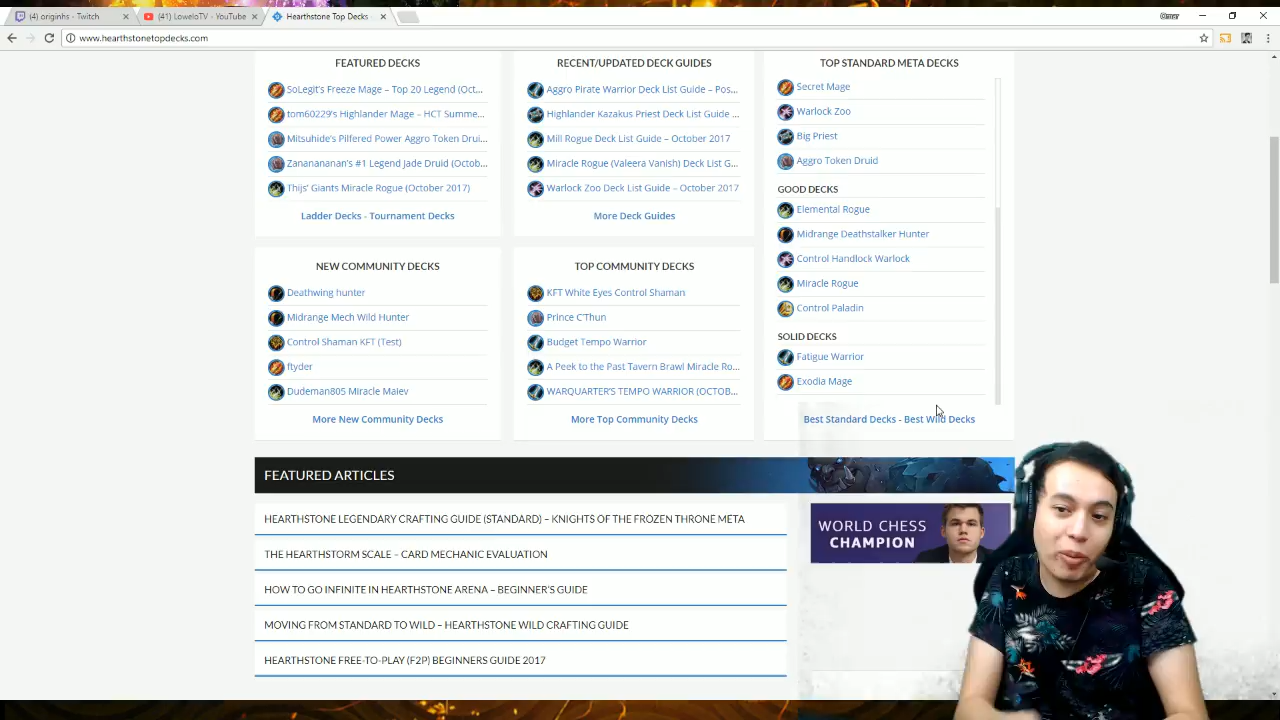 (4) originhs - Twitch
(41) LoweloTV - YouTube
Hearthstone Top Decks
Omar
www.hearthstonetopdecks.com
FEATURED DECKS
SoLegit's Freeze Mage – Top 20 Legend (Oct...
tom60229's Highlander Mage – HCT Summe...
Mitsuhide's Pilfered Power Aggro Token Drui...
Zananananan's #1 Legend Jade Druid (Octob...
Thijs' Giants Miracle Rogue (October 2017)
Ladder Decks - Tournament Decks
RECENT/UPDATED DECK GUIDES
Aggro Pirate Warrior Deck List Guide – Pos...
Highlander Kazakus Priest Deck List Guide ...
Mill Rogue Deck List Guide – October 2017
Miracle Rogue (Valeera Vanish) Deck List G...
Warlock Zoo Deck List Guide – October 2017
More Deck Guides
TOP STANDARD META DECKS
Secret Mage
Warlock Zoo
Big Priest
Aggro Token Druid
GOOD DECKS
Elemental Rogue
Midrange Deathstalker Hunter
Control Handlock Warlock
Miracle Rogue
Control Paladin
SOLID DECKS
Fatigue Warrior
Exodia Mage
Best Standard Decks - Best Wild Decks
NEW COMMUNITY DECKS
Deathwing hunter
Midrange Mech Wild Hunter
Control Shaman KFT (Test)
ftyder
Dudeman805 Miracle Maiev
More New Community Decks
TOP COMMUNITY DECKS
KFT White Eyes Control Shaman
Prince C'Thun
Budget Tempo Warrior
A Peek to the Past Tavern Brawl Miracle Ro...
WARQUARTER'S TEMPO WARRIOR (OCTOB...
More Top Community Decks
FEATURED ARTICLES
HEARTHSTONE LEGENDARY CRAFTING GUIDE (STANDARD) – KNIGHTS OF THE FROZEN THRONE META
THE HEARTHSTORM SCALE – CARD MECHANIC EVALUATION
HOW TO GO INFINITE IN HEARTHSTONE ARENA – BEGINNER'S GUIDE
MOVING FROM STANDARD TO WILD – HEARTHSTONE WILD CRAFTING GUIDE
HEARTHSTONE FREE-TO-PLAY (F2P) BEGINNERS GUIDE 2017
WORLD CHESS
CHAMPION